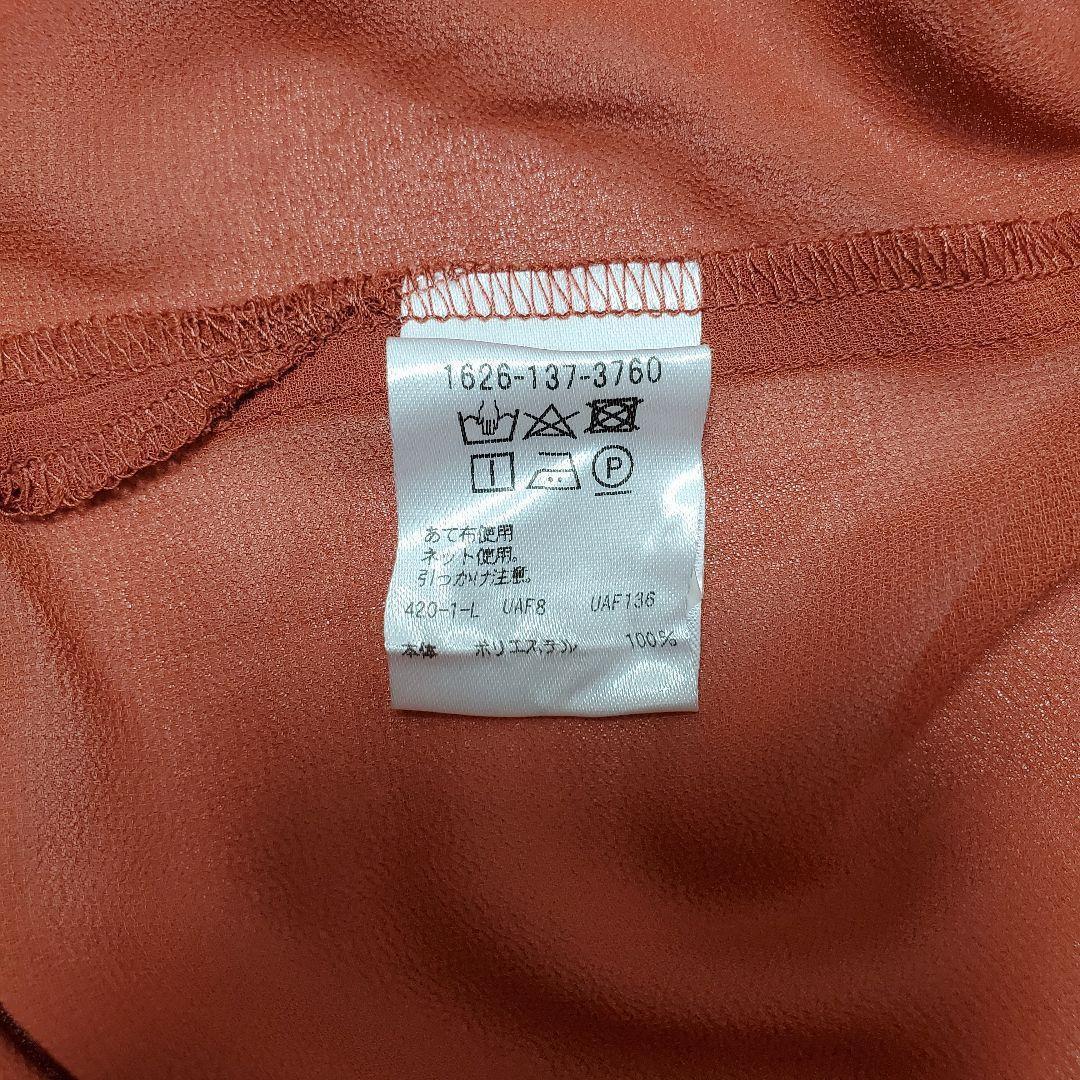 1626-137-3760
P
あて布使用
ネット使用。
引っかけ注意。
420-1-L UAF8 UAF136
本体 ポリエステル 100%